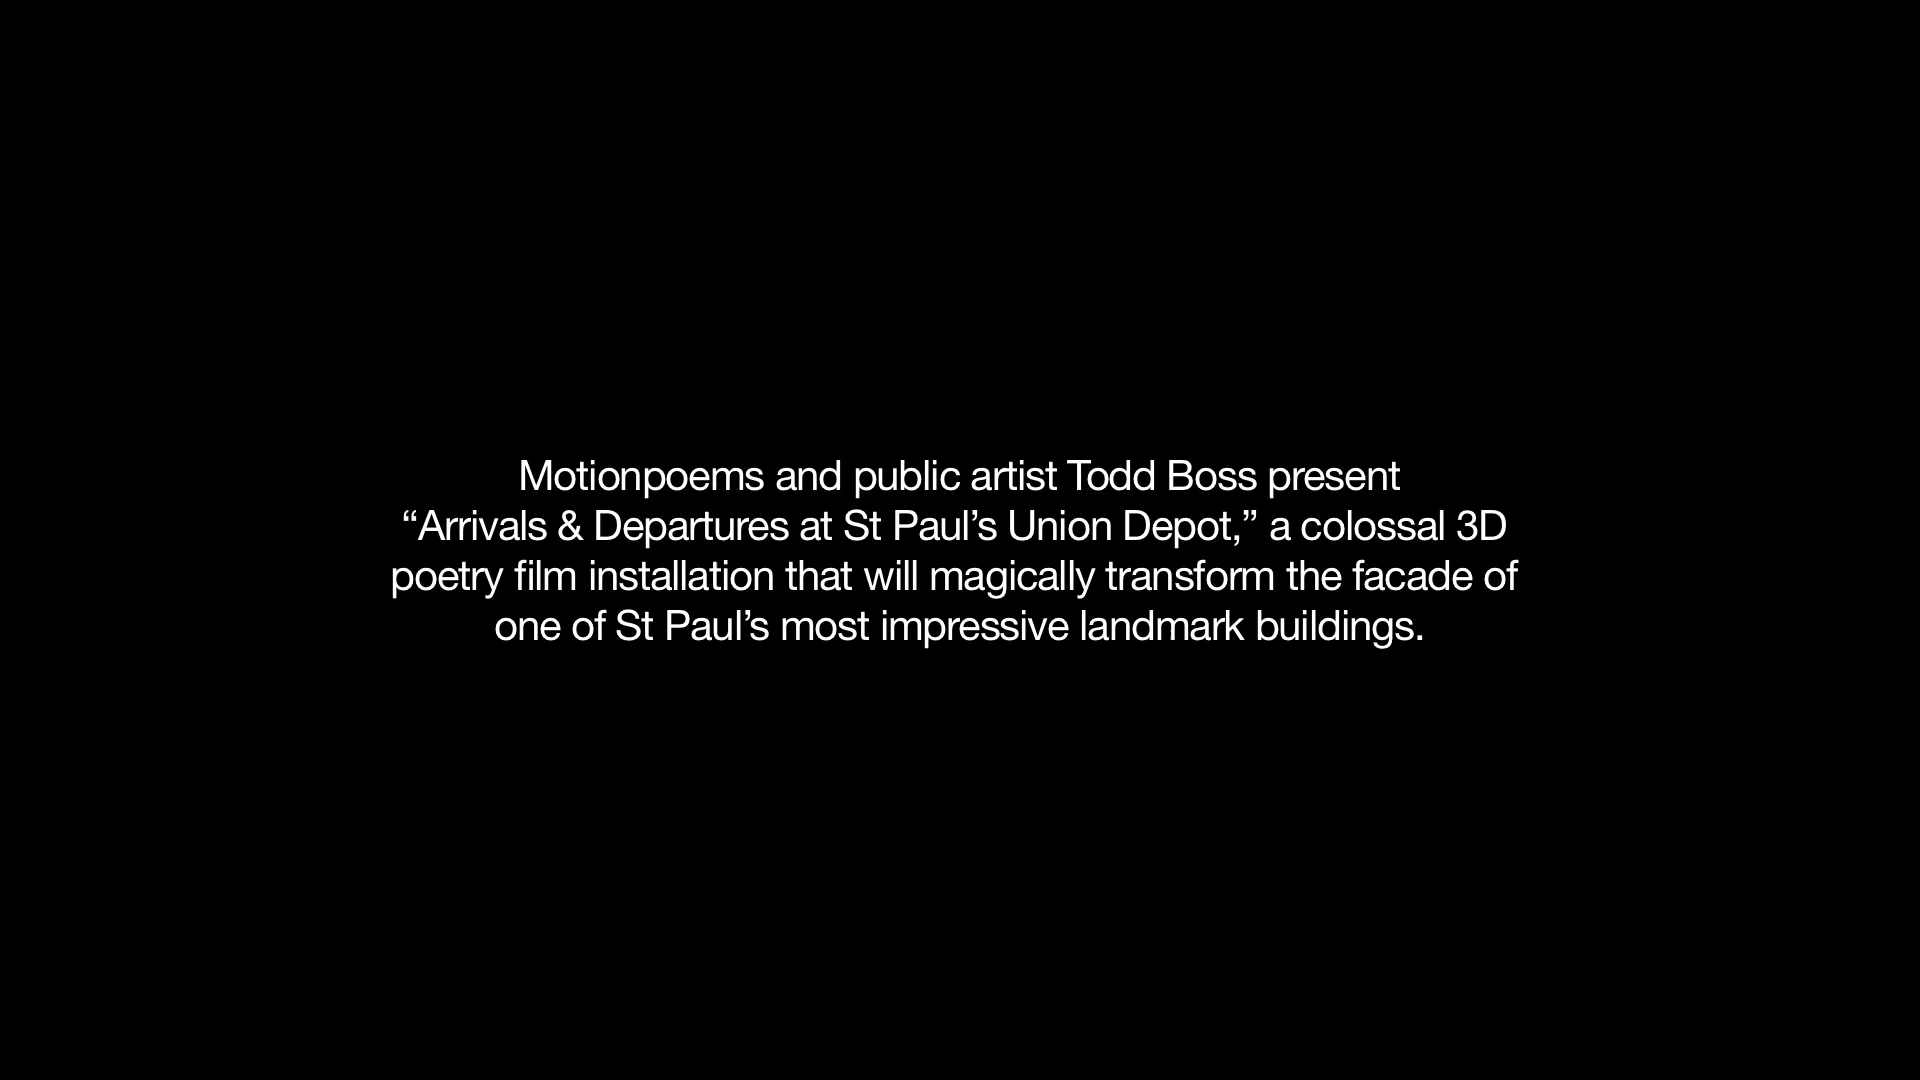 Motionpoems and public artist Todd Boss present
“Arrivals & Departures at St Paul’s Union Depot,” a colossal 3D
poetry film installation that will magically transform the facade of
one of St Paul’s most impressive landmark buildings.